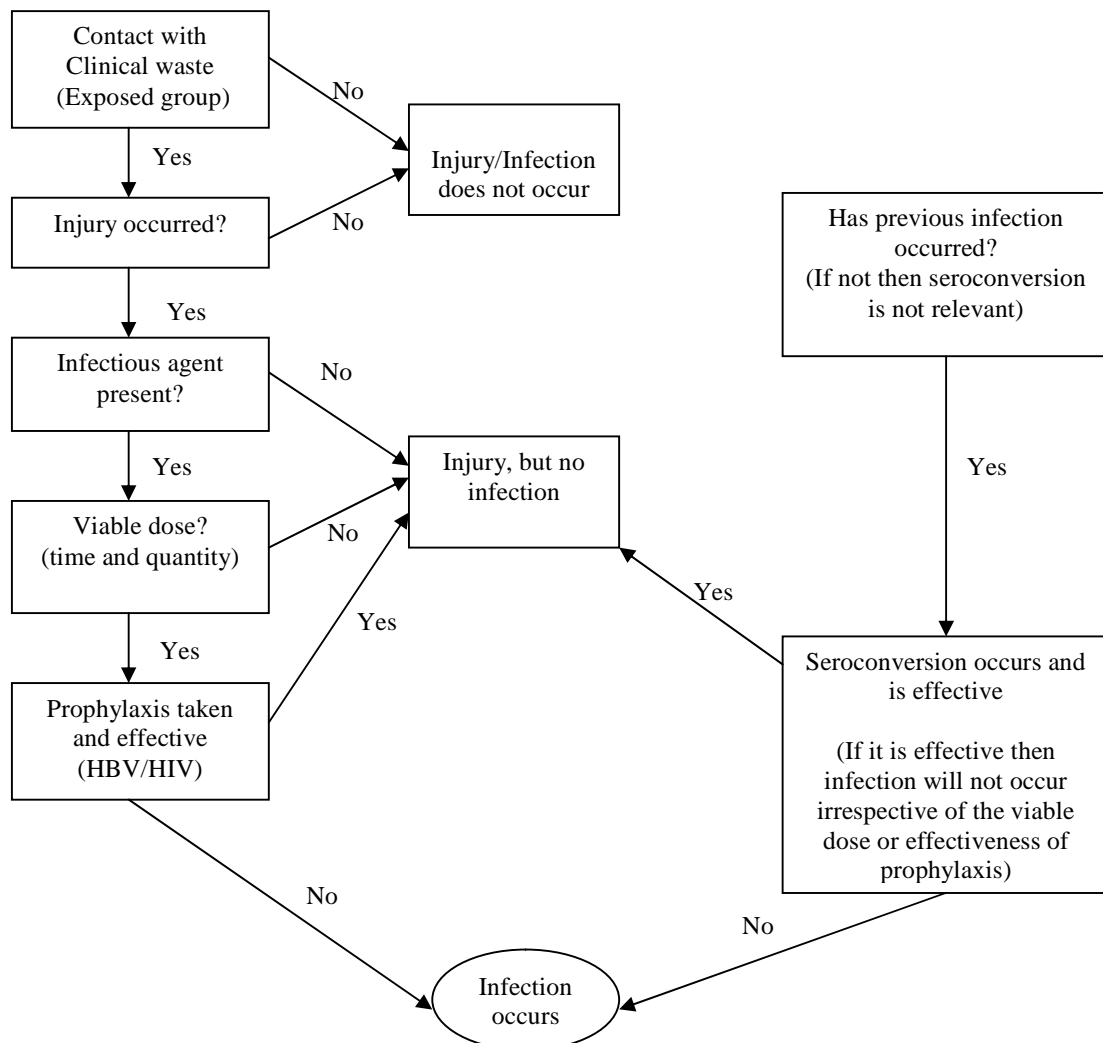 Contact with
Clinical waste
(Exposed group)
No
Yes
Injury/Infection
does not occur
Injury occurred?
No
Has previous infection
occurred?
(If not then seroconversion
is not relevant)
Yes
Infectious agent
present?
No
Yes
Injury, but no
infection
Yes
Viable dose?
(time and quantity)
No
Yes
Yes
Yes
Prophylaxis taken
and effective
(HBV/HIV)
Seroconversion occurs and
is effective
(If it is effective then
infection will not occur
irrespective of the viable
dose or effectiveness of
prophylaxis)
No
No
Infection
occurs